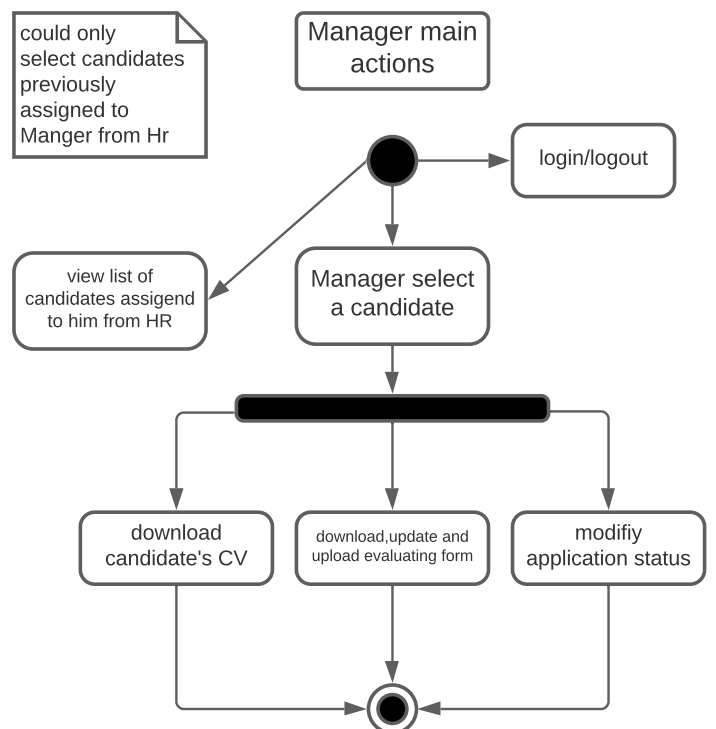 could only
select candidates
previously
assigned to
Manger from Hr
Manager main
actions
login/logout
view list of
candidates assigend
to him from HR
Manager select
a candidate
download
candidate's CV
download,update and
upload evaluating form
modifiy
application status